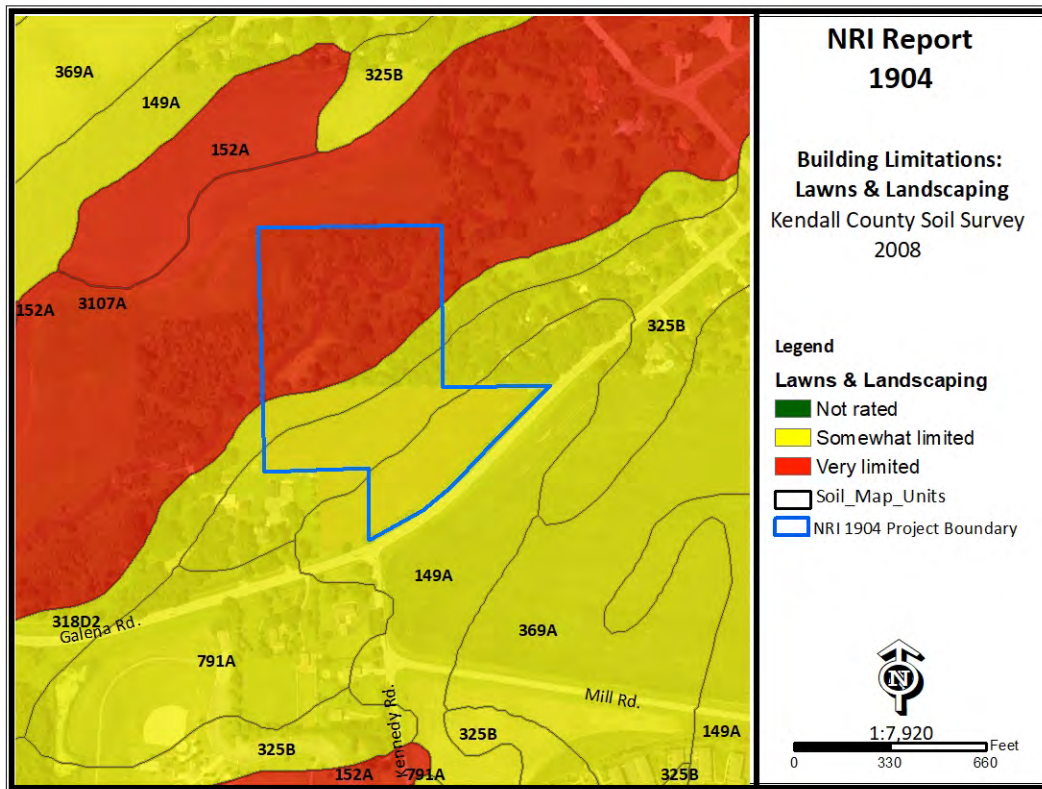 369A
325B
149A
152A
152A
3107A
325B
149A
369A
318D2
Galena Rd.
791A
Mill Rd.
Kennedy Rd.
325B
325B
149A
152A
791A
325B
NRI Report
1904
Building Limitations:
Lawns & Landscaping
Kendall County Soil Survey
2008
Legend
Lawns & Landscaping
Not rated
Somewhat limited
Very limited
Soil_Map_Units
NRI 1904 Project Boundary
N
1:7,920
Feet
0 330 660